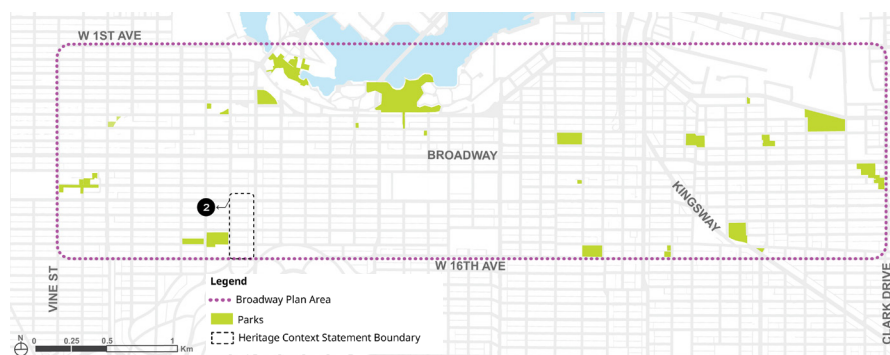 W 1ST AVE
BROADWAY
2
KINGSWAY
W 16TH AVE
VINE ST
CLARK DRIVE
Legend
Broadway Plan Area
Parks
Heritage Context Statement Boundary
N
0 0.25 0.5 1
Km